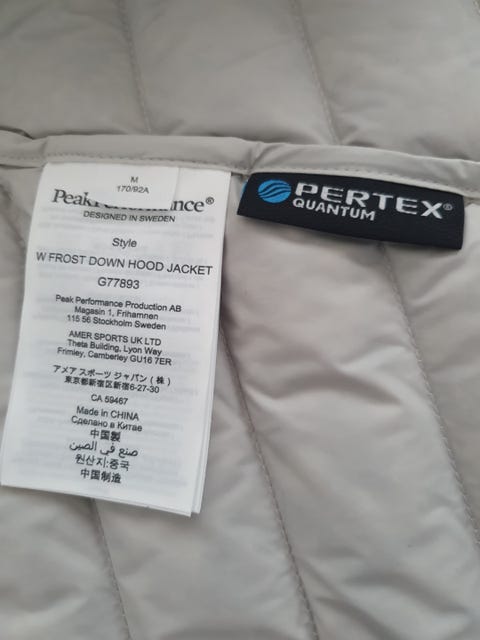 M
170/92A
PeakPerformance®
DESIGNED IN SWEDEN
Style
W FROST DOWN HOOD JACKET
G77893
Peak Performance Production AB
Magasin 1, Frihamnen
115 56 Stockholm Sweden
AMER SPORTS UK LTD
Theta Building, Lyon Way
Frimley, Camberley GU16 7ER
アメア スポーツ ジャパン (株)
東京都新宿区新宿6-27-30
CA 59467
Made in CHINA
Сделано в Китае
中国製
صنع في الصين
원산지:중국
中国制造
PERTEX®
QUANTUM